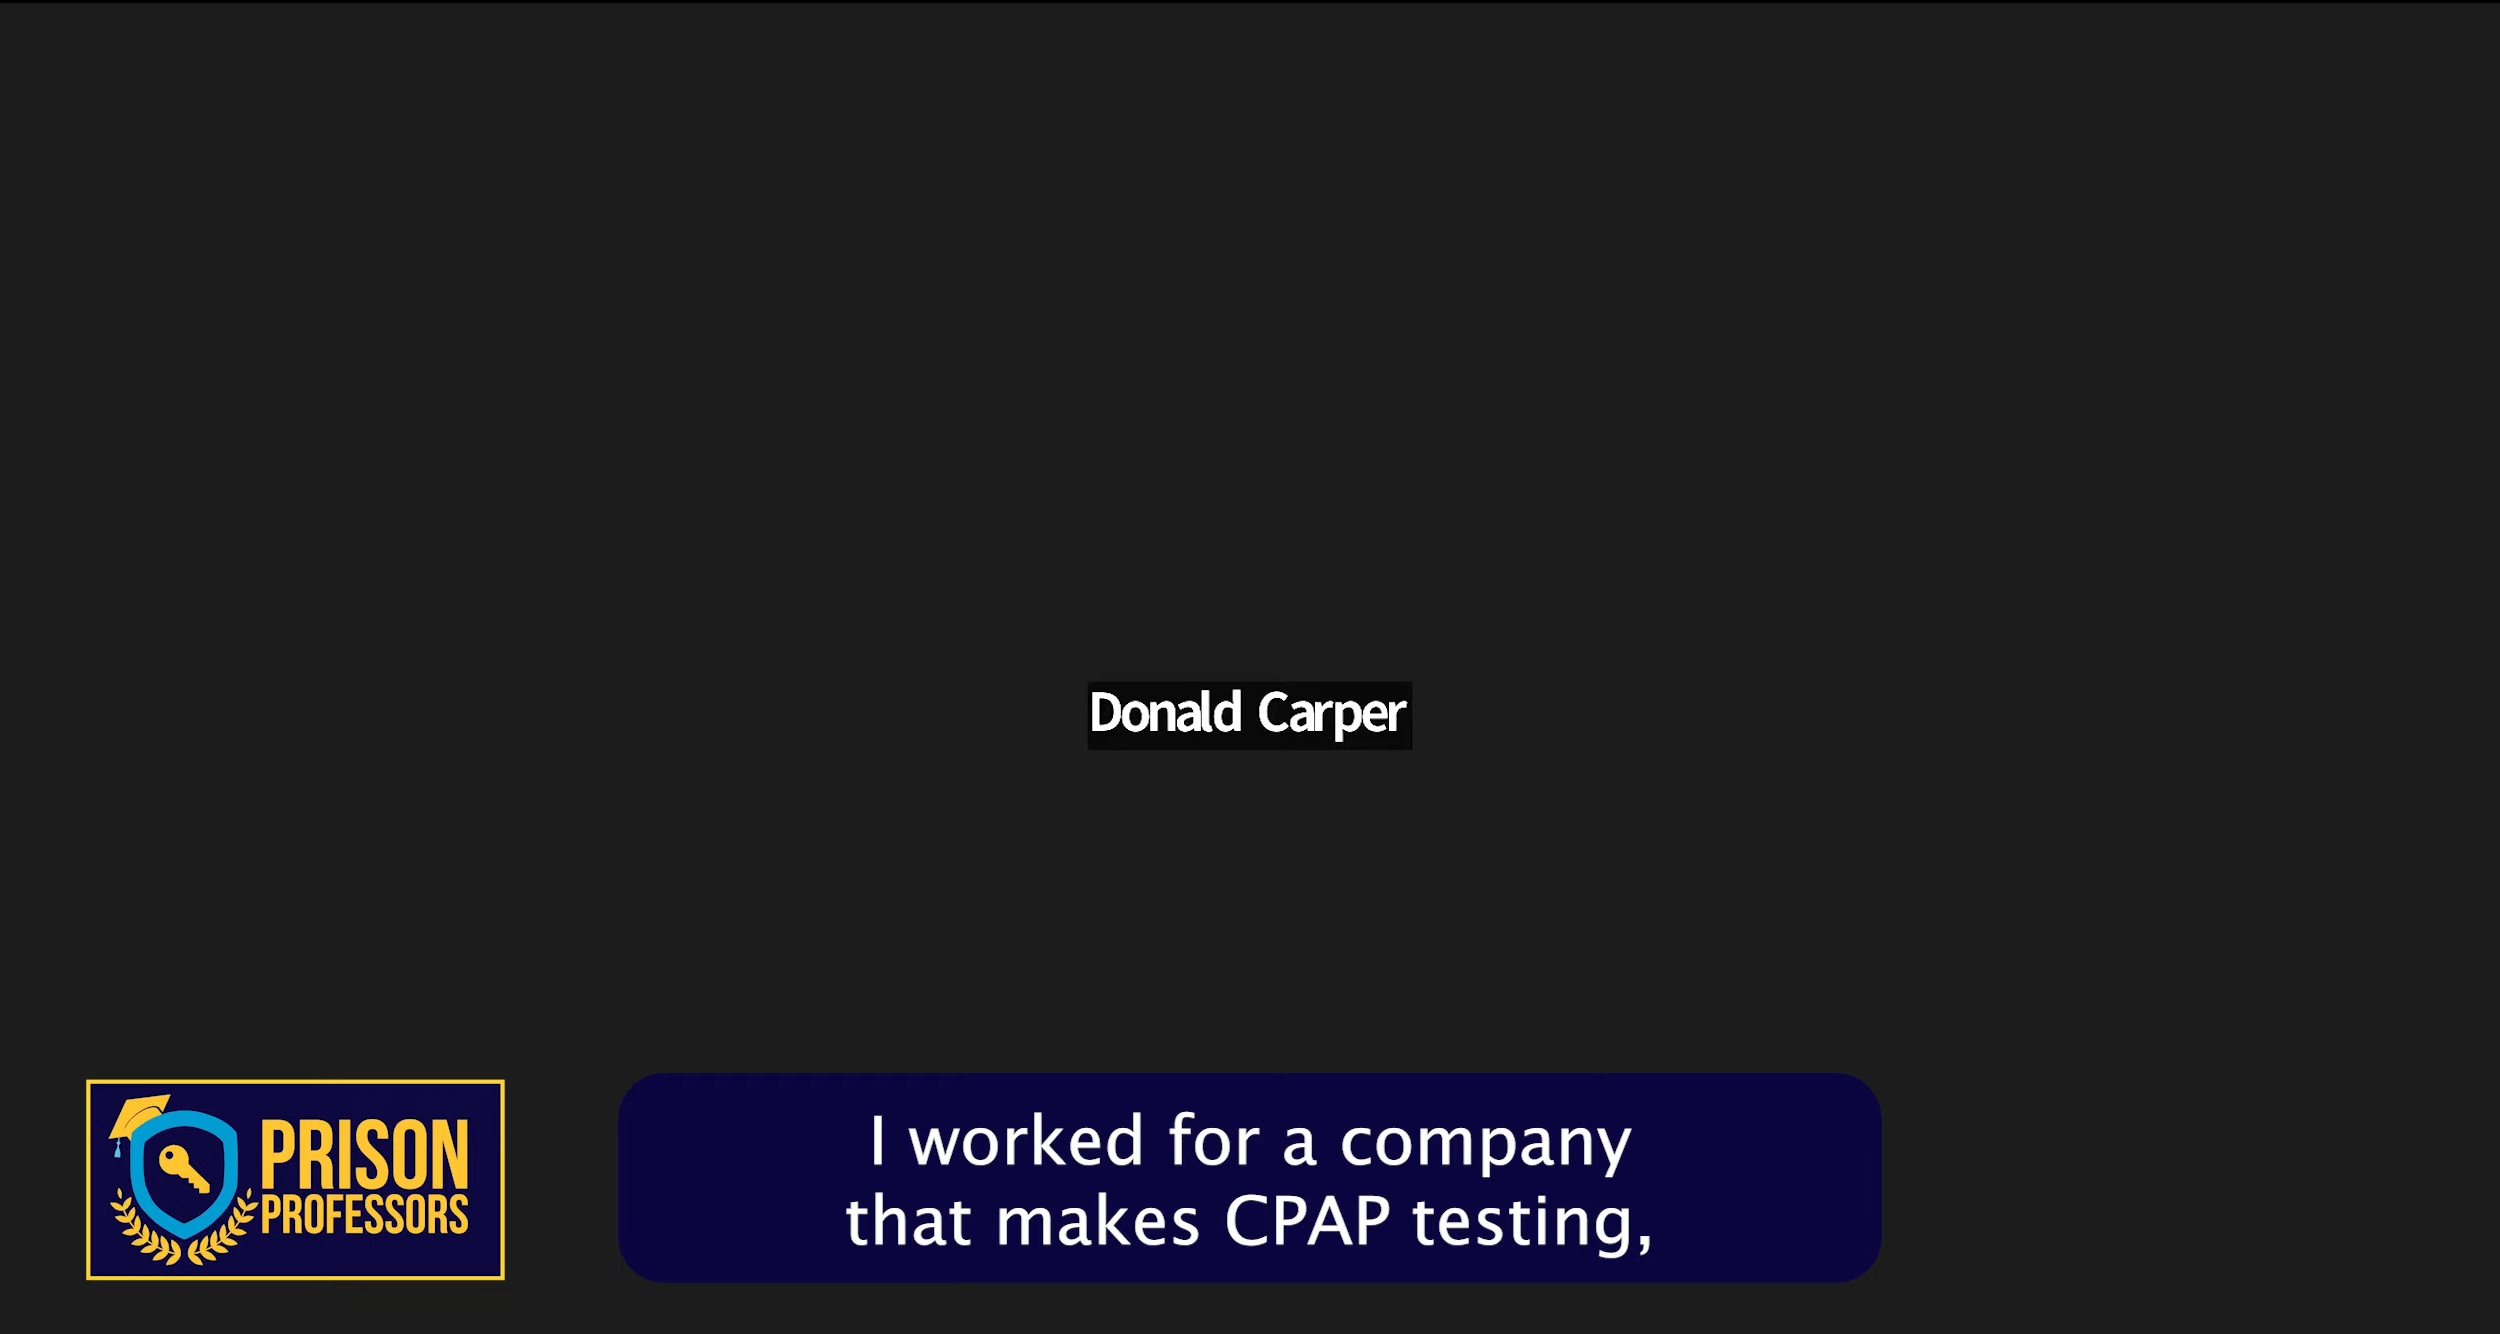 Donald Carper
PRISON
PROFESSORS
I worked for a company
that makes CPAP testing,